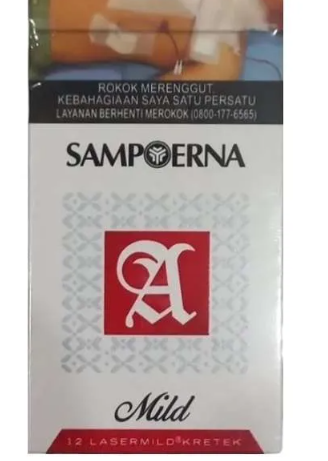 ROKOK MERENGGUT
KEBAHAGIAAN SAYA SATU PERSATU
LAYANAN BERHENTI MEROKOK (0800-177-6565)
SAMPOERNA
A
Mild
12 LASERMILD® KRETEK